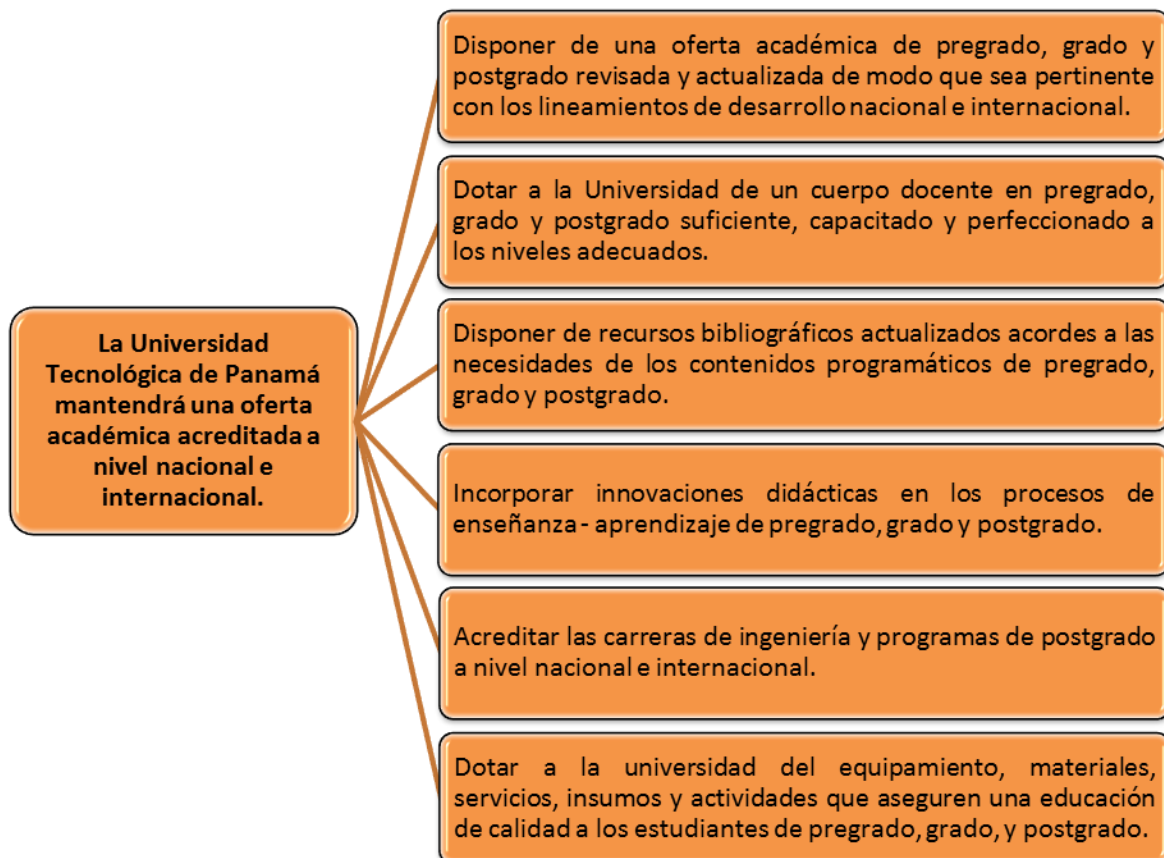 La Universidad
Tecnológica de Panamá
mantendrá una oferta
académica acreditada a
nivel nacional e
internacional.
Disponer de una oferta académica de pregrado, grado y
postgrado revisada y actualizada de modo que sea pertinente
con los lineamientos de desarrollo nacional e internacional.
Dotar a la Universidad de un cuerpo docente en pregrado,
grado y postgrado suficiente, capacitado y perfeccionado a
los niveles adecuados.
Disponer de recursos bibliográficos actualizados acordes a las
necesidades de los contenidos programáticos de pregrado,
grado y postgrado.
Incorporar innovaciones didácticas en los procesos de
enseñanza - aprendizaje de pregrado, grado y postgrado.
Acreditar las carreras de ingeniería y programas de postgrado
a nivel nacional e internacional.
Dotar a la universidad del equipamiento, materiales,
servicios, insumos y actividades que aseguren una educación
de calidad a los estudiantes de pregrado, grado, y postgrado.